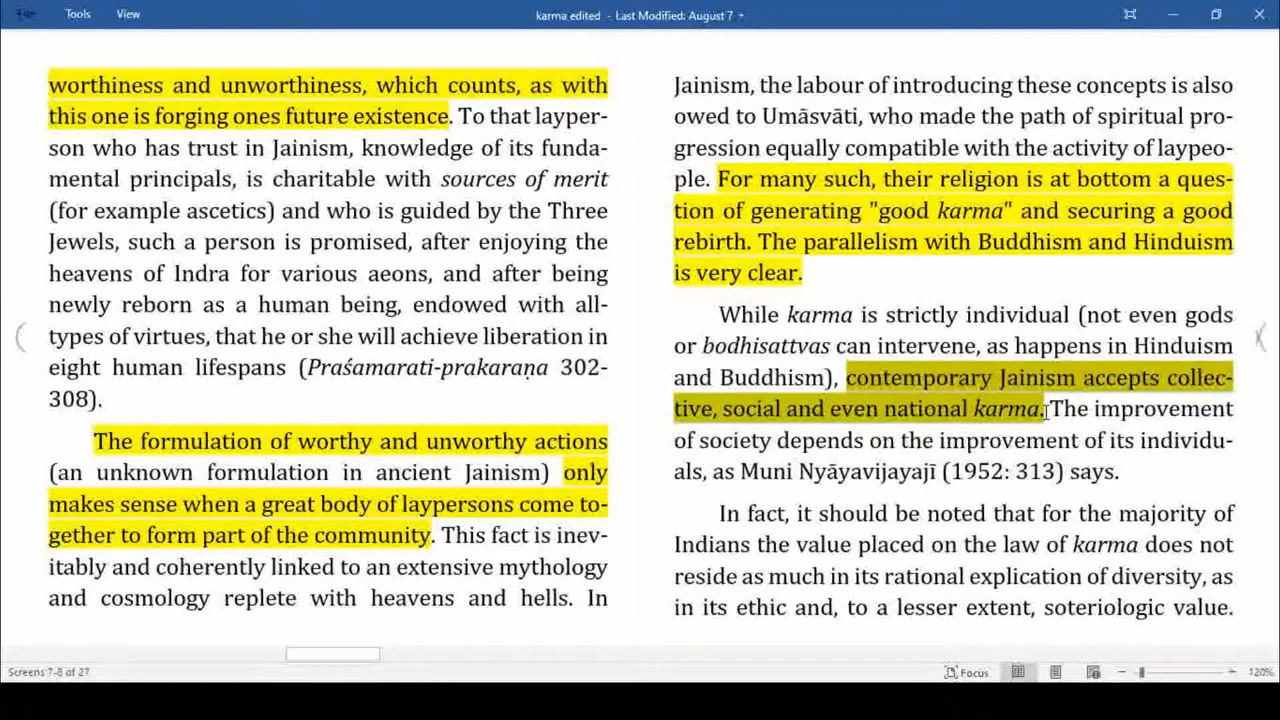 File Tools View karma edited - Last Modified: August 7
worthiness and unworthiness, which counts, as with
this one is forging ones future existence. To that layper-
son who has trust in Jainism, knowledge of its funda-
mental principals, is charitable with sources of merit
(for example ascetics) and who is guided by the Three
Jewels, such a person is promised, after enjoying the
heavens of Indra for various aeons, and after being
newly reborn as a human being, endowed with all-
types of virtues, that he or she will achieve liberation in
eight human lifespans (Praśamarati-prakaraṇa 302-
308).
The formulation of worthy and unworthy actions
(an unknown formulation in ancient Jainism) only
makes sense when a great body of laypersons come to-
gether to form part of the community. This fact is inev-
itably and coherently linked to an extensive mythology
and cosmology replete with heavens and hells. In
Jainism, the labour of introducing these concepts is also
owed to Umāsvāti, who made the path of spiritual pro-
gression equally compatible with the activity of laypeo-
ple. For many such, their religion is at bottom a ques-
tion of generating "good karma" and securing a good
rebirth. The parallelism with Buddhism and Hinduism
is very clear.
While karma is strictly individual (not even gods
or bodhisattvas can intervene, as happens in Hinduism
and Buddhism), contemporary Jainism accepts collec-
tive, social and even national karma. The improvement
of society depends on the improvement of its individu-
als, as Muni Nyāyavijayajī (1952: 313) says.
In fact, it should be noted that for the majority of
Indians the value placed on the law of karma does not
reside as much in its rational explication of diversity, as
in its ethic and, to a lesser extent, soteriologic value.
Screens 7-8 of 27 Focus 120%